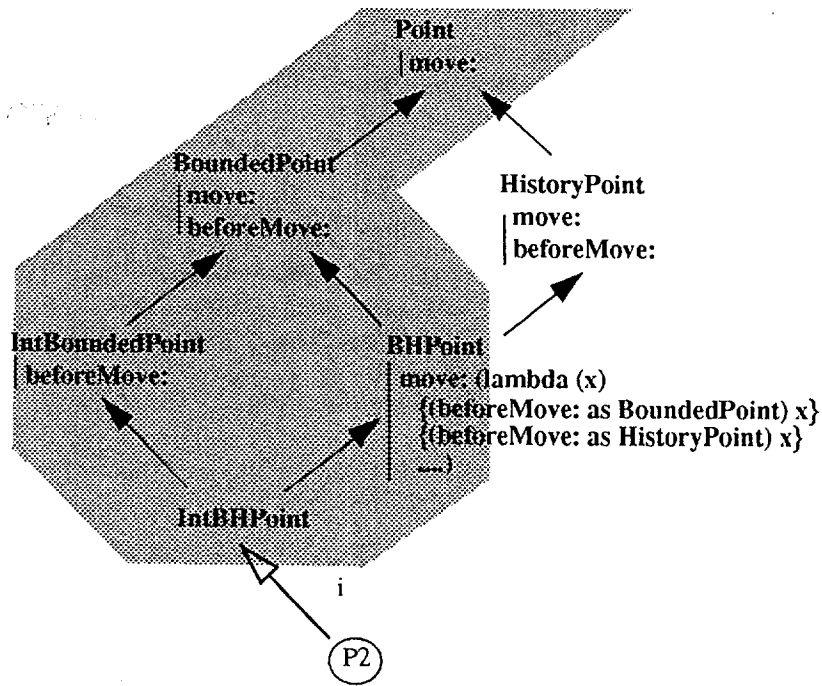 Point
move:
BoundedPoint
move:
beforeMove:
HistoryPoint
move:
beforeMove:
IntBoundedPoint
beforeMove:
BHPoint
move: (lambda (x)
{(beforeMove: as BoundedPoint) x}
{(beforeMove: as HistoryPoint) x}
....)
IntBHPoint
i
P2